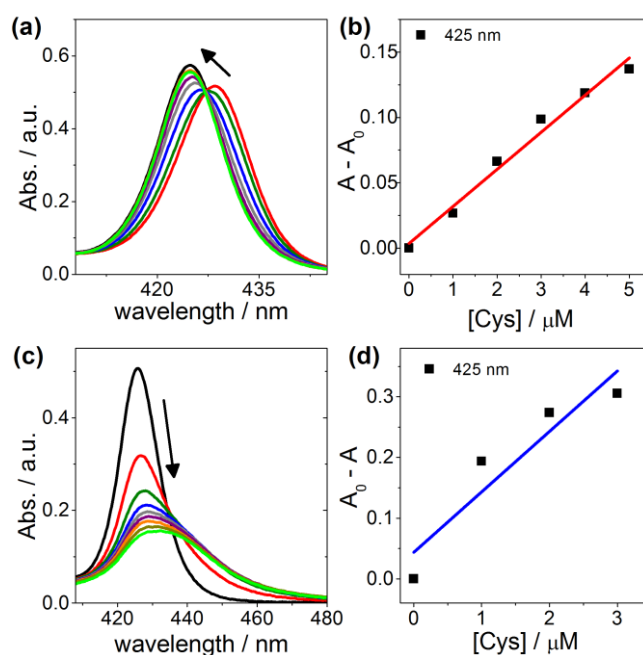 (a)
0.6
0.4
0.2
0.0
Abs. / a.u.
420 435
wavelength / nm
(b)
425 nm
0.15
0.10
0.05
0.00
A - A₀
0 1 2 3 4 5
[Cys] / μM
(c)
0.4
0.2
0.0
Abs. / a.u.
420 440 460 480
wavelength / nm
(d)
425 nm
0.3
0.2
0.1
0.0
A₀ - A
0 1 2 3
[Cys] / μM